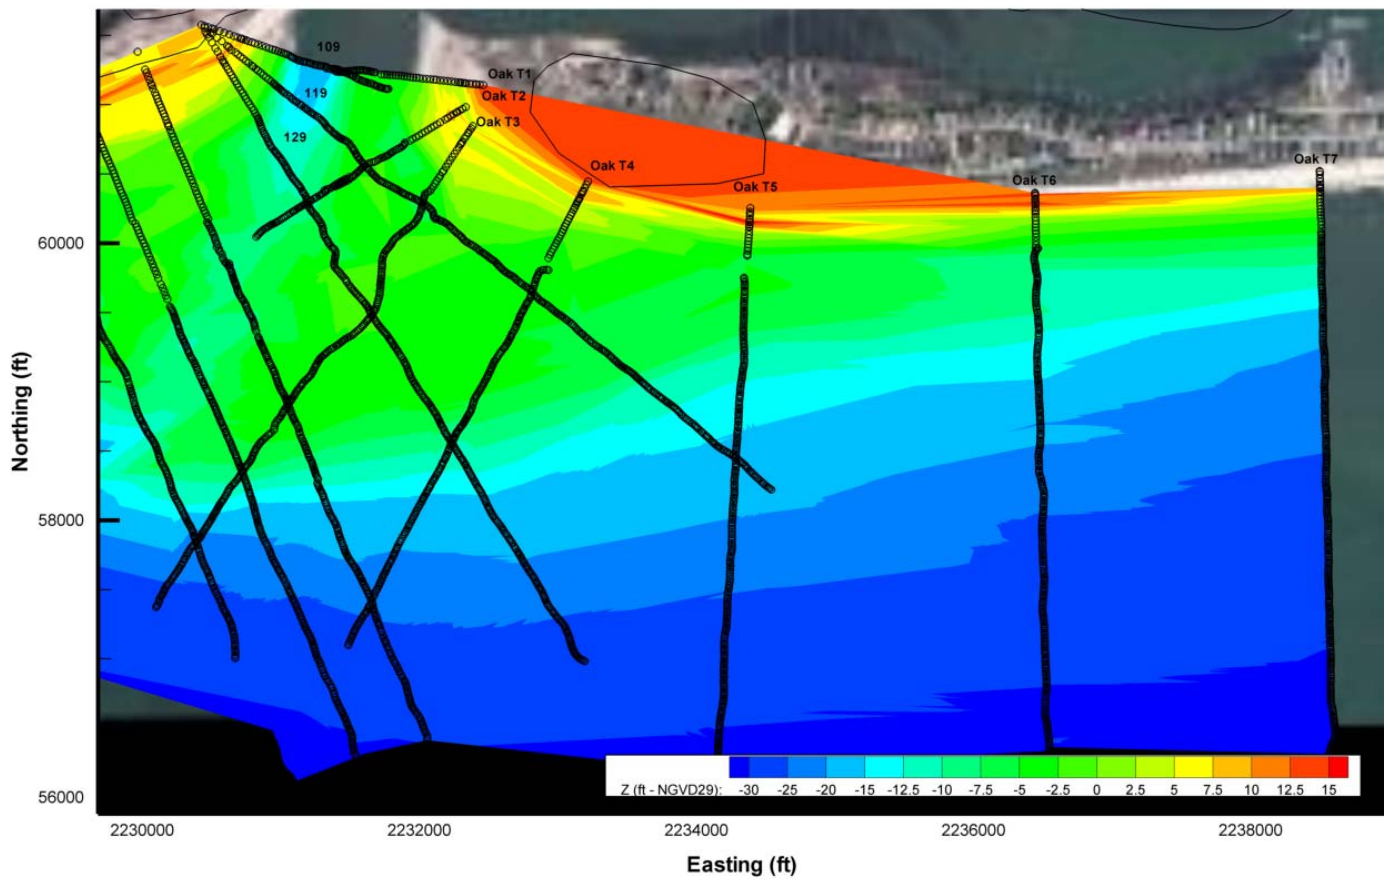 109
Oak T1
119
Oak T2
Oak T3
129
Oak T4
Oak T5
Oak T6
Oak T7
Northing (ft)
60000
58000
56000
Z (ft - NGVD29): -30 -25 -20 -15 -12.5 -10 -7.5 -5 -2.5 0 2.5 5 7.5 10 12.5 15
2230000 2232000 2234000 2236000 2238000
Easting (ft)